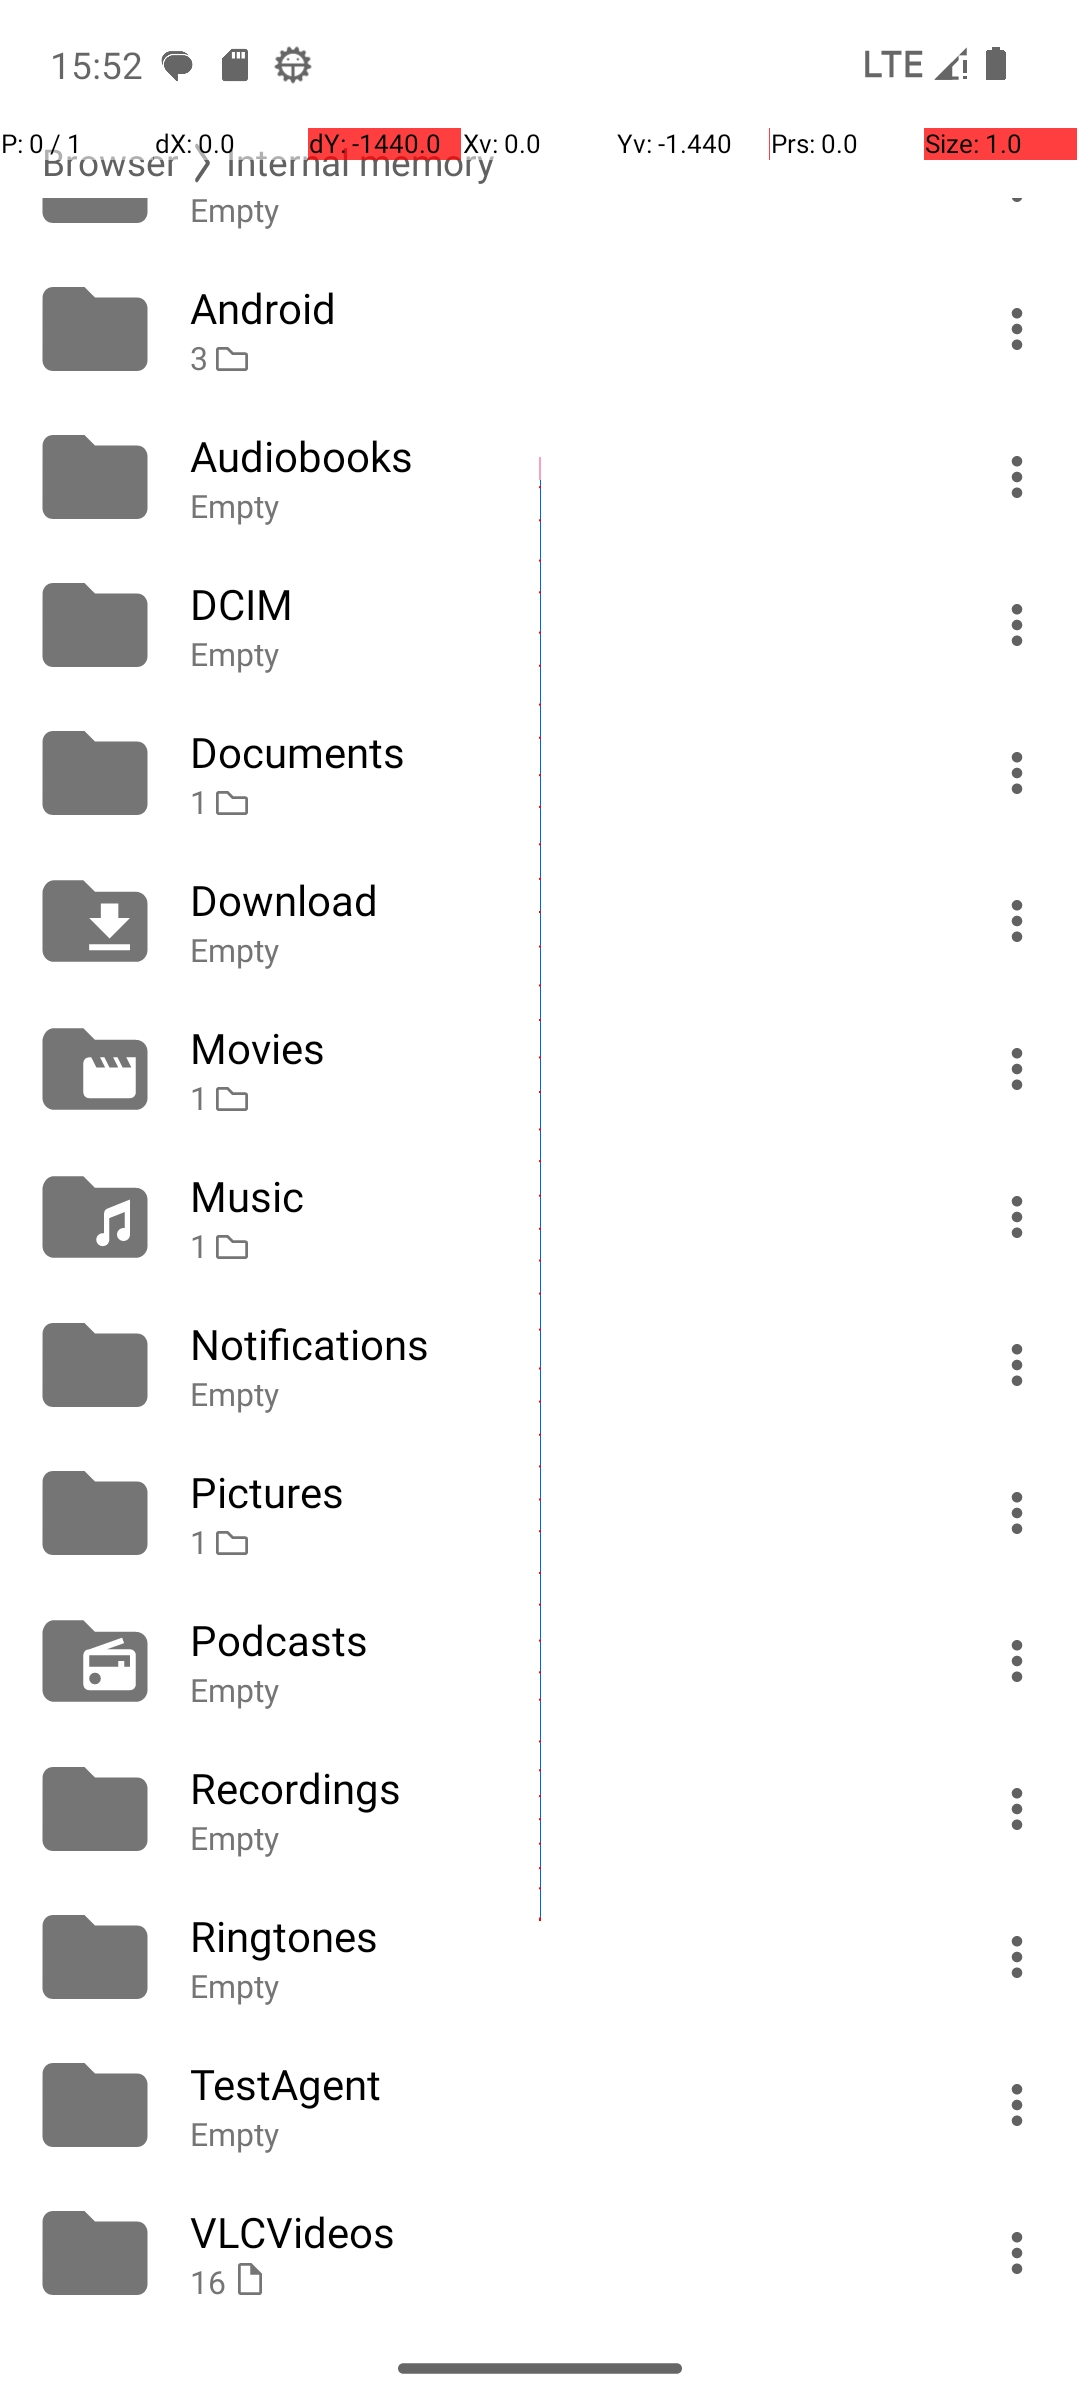 15:52 LTE
P: 0 / 1 dX: 0.0 dY: -1440.0 Xv: 0.0 Yv: -1.440 Prs: 0.0 Size: 1.0
Browser Internal memory
Empty
Android
3
Audiobooks
Empty
DCIM
Empty
Documents
1
Download
Empty
Movies
1
Music
1
Notifications
Empty
Pictures
1
Podcasts
Empty
Recordings
Empty
Ringtones
Empty
TestAgent
Empty
VLCVideos
16